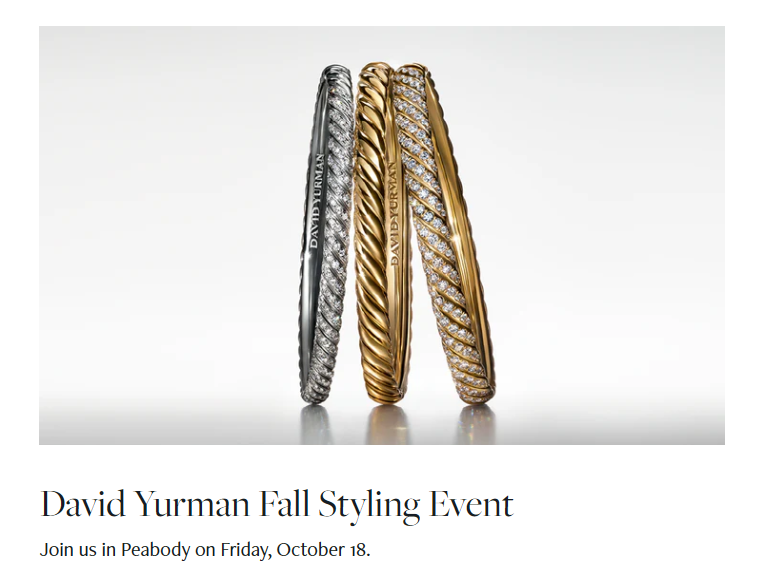 DAVID YURMAN
DAVID YURMAN
David Yurman Fall Styling Event
Join us in Peabody on Friday, October 18.